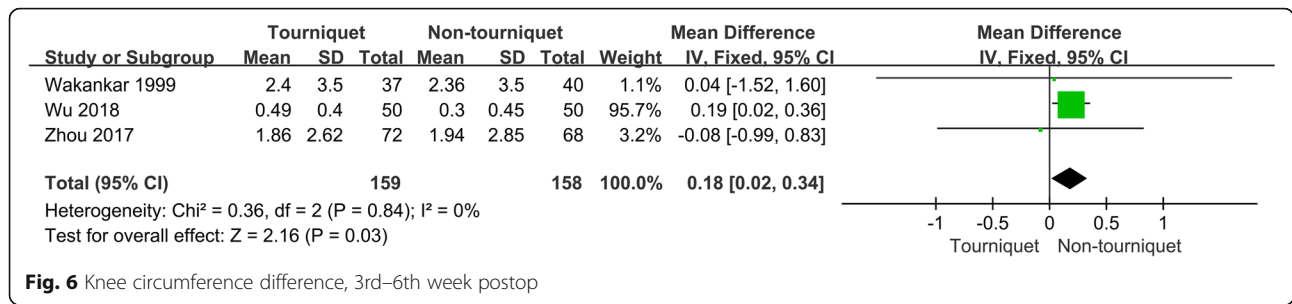 Tourniquet Non-tourniquet Mean Difference Mean Difference
Study or Subgroup Mean SD Total Mean SD Total Weight IV, Fixed, 95% CI IV, Fixed, 95% CI
Wakankar 1999 2.4 3.5 37 2.36 3.5 40 1.1% 0.04 [-1.52, 1.60]
Wu 2018 0.49 0.4 50 0.3 0.45 50 95.7% 0.19 [0.02, 0.36]
Zhou 2017 1.86 2.62 72 1.94 2.85 68 3.2% -0.08 [-0.99, 0.83]
Total (95% CI) 159 158 100.0% 0.18 [0.02, 0.34]
Heterogeneity: Chi² = 0.36, df = 2 (P = 0.84); I² = 0%
Test for overall effect: Z = 2.16 (P = 0.03)
-1 -0.5 0 0.5 1
Tourniquet Non-tourniquet
Fig. 6 Knee circumference difference, 3rd–6th week postop